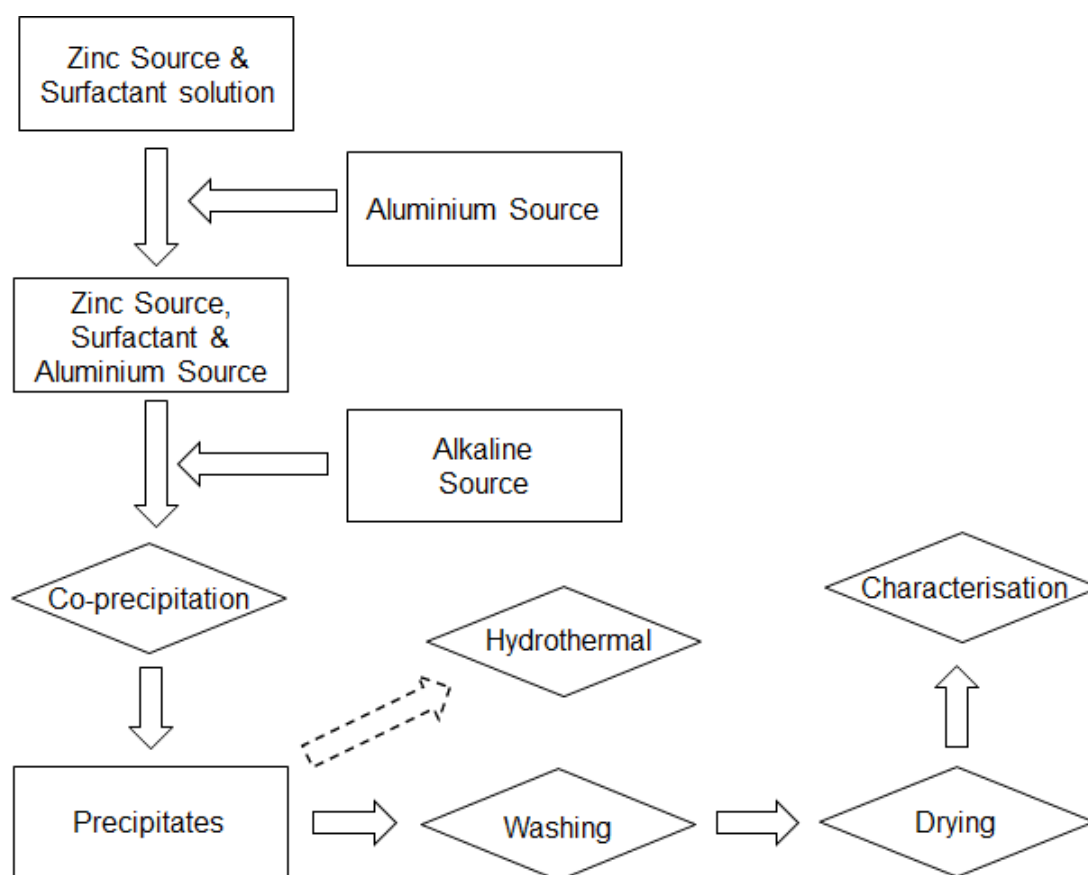 Zinc Source &
Surfactant solution
Aluminium Source
Zinc Source,
Surfactant &
Aluminium Source
Alkaline
Source
Co-precipitation
Characterisation
Hydrothermal
Precipitates
Washing
Drying